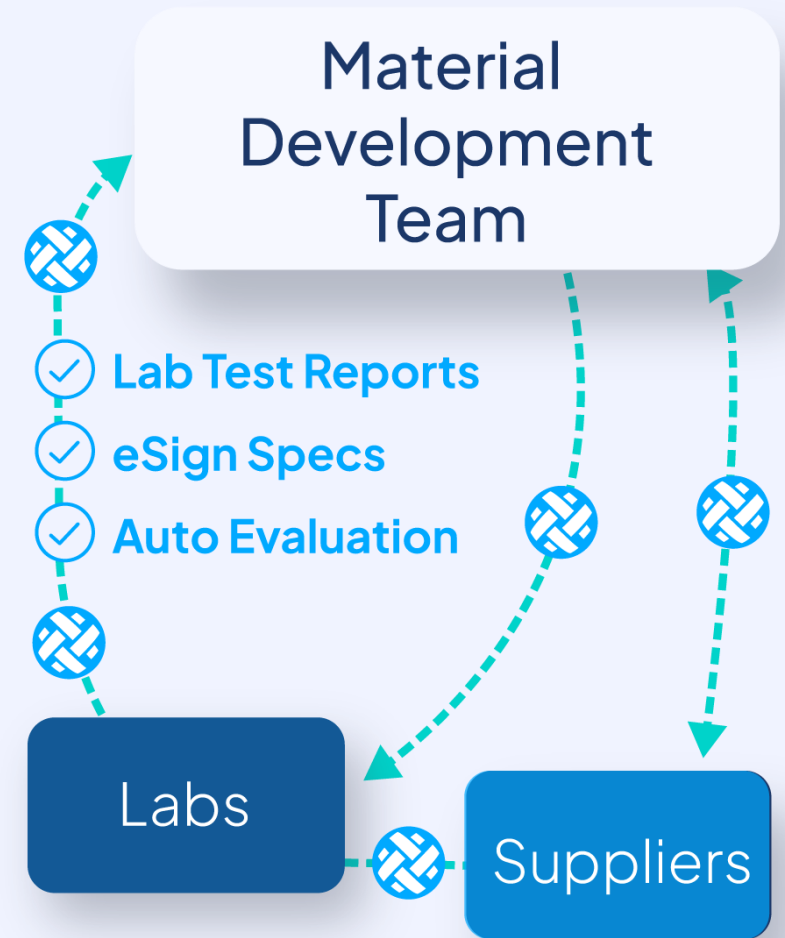 Material
Development
Team
Lab Test Reports
eSign Specs
Auto Evaluation
Labs
Suppliers